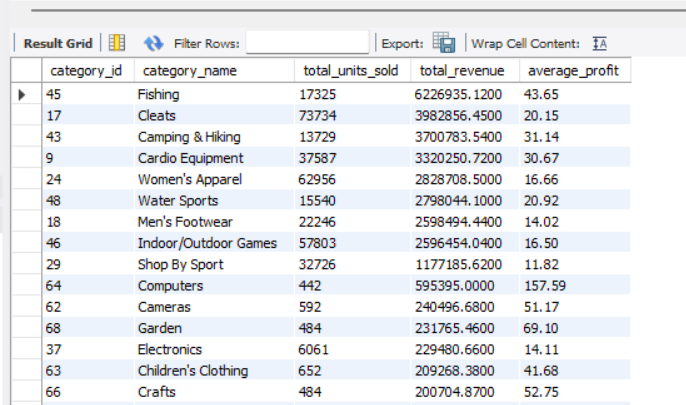 Result Grid Filter Rows: Export: Wrap Cell Content:
category_id category_name total_units_sold total_revenue average_profit
45 Fishing 17325 6226935.1200 43.65
17 Cleats 73734 3982856.4500 20.15
43 Camping & Hiking 13729 3700783.5400 31.14
9 Cardio Equipment 37587 3320250.7200 30.67
24 Women's Apparel 62956 2828708.5000 16.66
48 Water Sports 15540 2798044.1000 20.92
18 Men's Footwear 22246 2598494.4400 14.02
46 Indoor/Outdoor Games 57803 2596454.0400 16.50
29 Shop By Sport 32726 1177185.6200 11.82
64 Computers 442 595395.0000 157.59
62 Cameras 592 240496.6800 51.17
68 Garden 484 231765.4600 69.10
37 Electronics 6061 229480.6600 14.11
63 Children's Clothing 652 209268.3800 41.68
66 Crafts 484 200704.8700 52.75